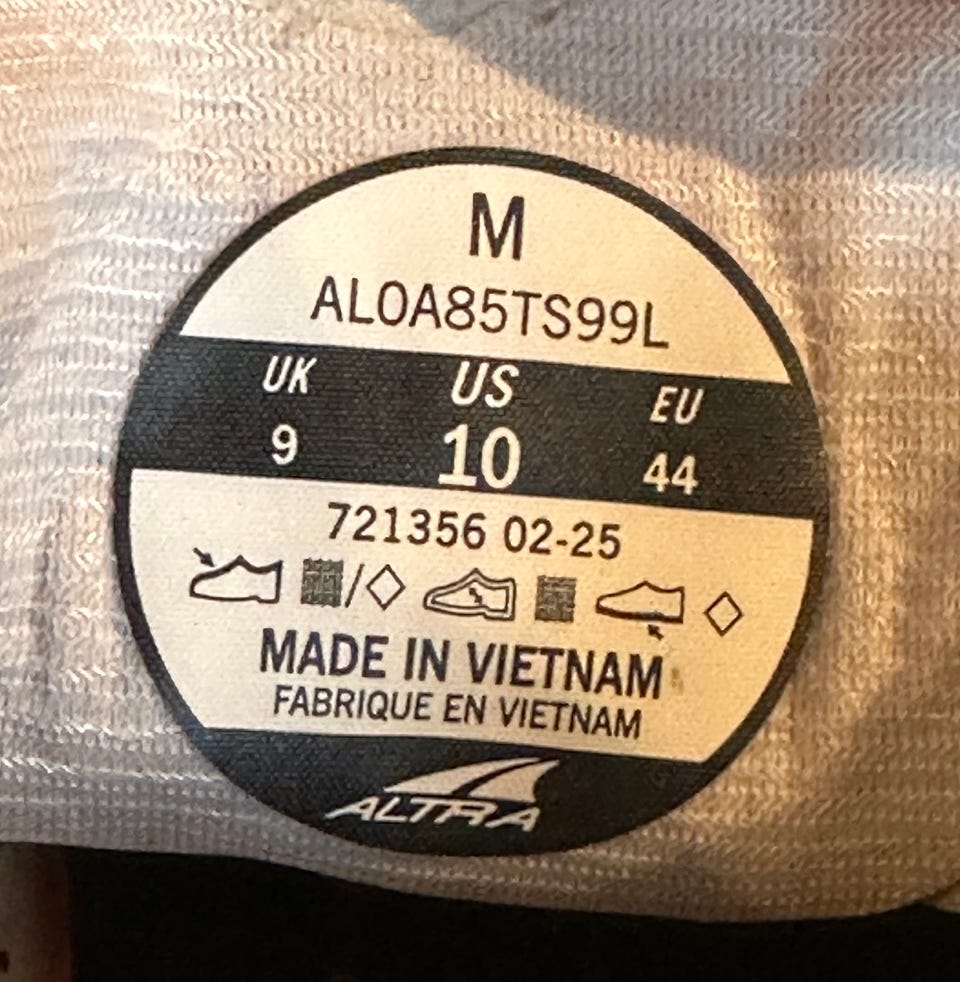 M
AL0A85TS99L
UK US EU
9 10 44
721356 02-25
/
MADE IN VIETNAM
FABRIQUE EN VIETNAM
ALTRA